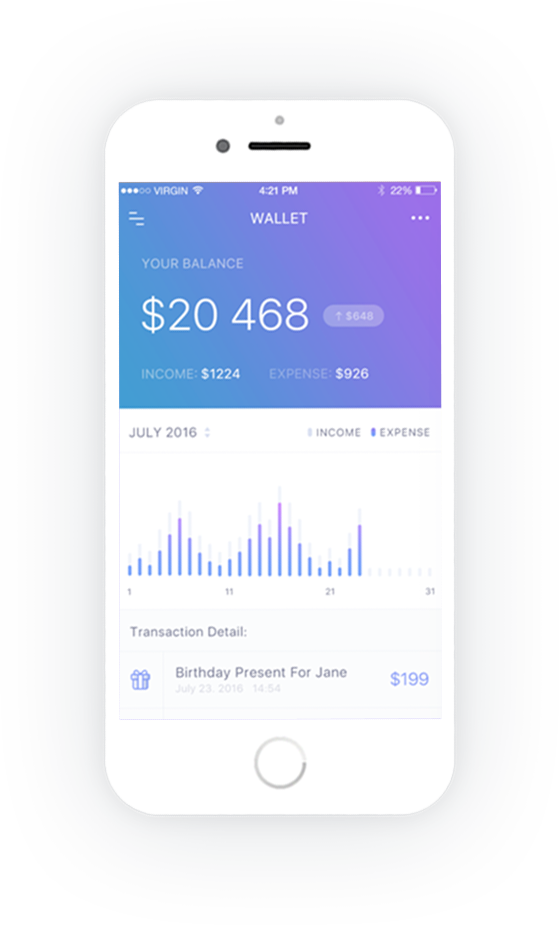 VIRGIN 4:21 PM 22%
WALLET
YOUR BALANCE
$20 468 ↑ $648
INCOME: $1224 EXPENSE: $926
JULY 2016 INCOME EXPENSE
1 11 21 31
Transaction Detail:
Birthday Present For Jane $199
July 23. 2016 14:54